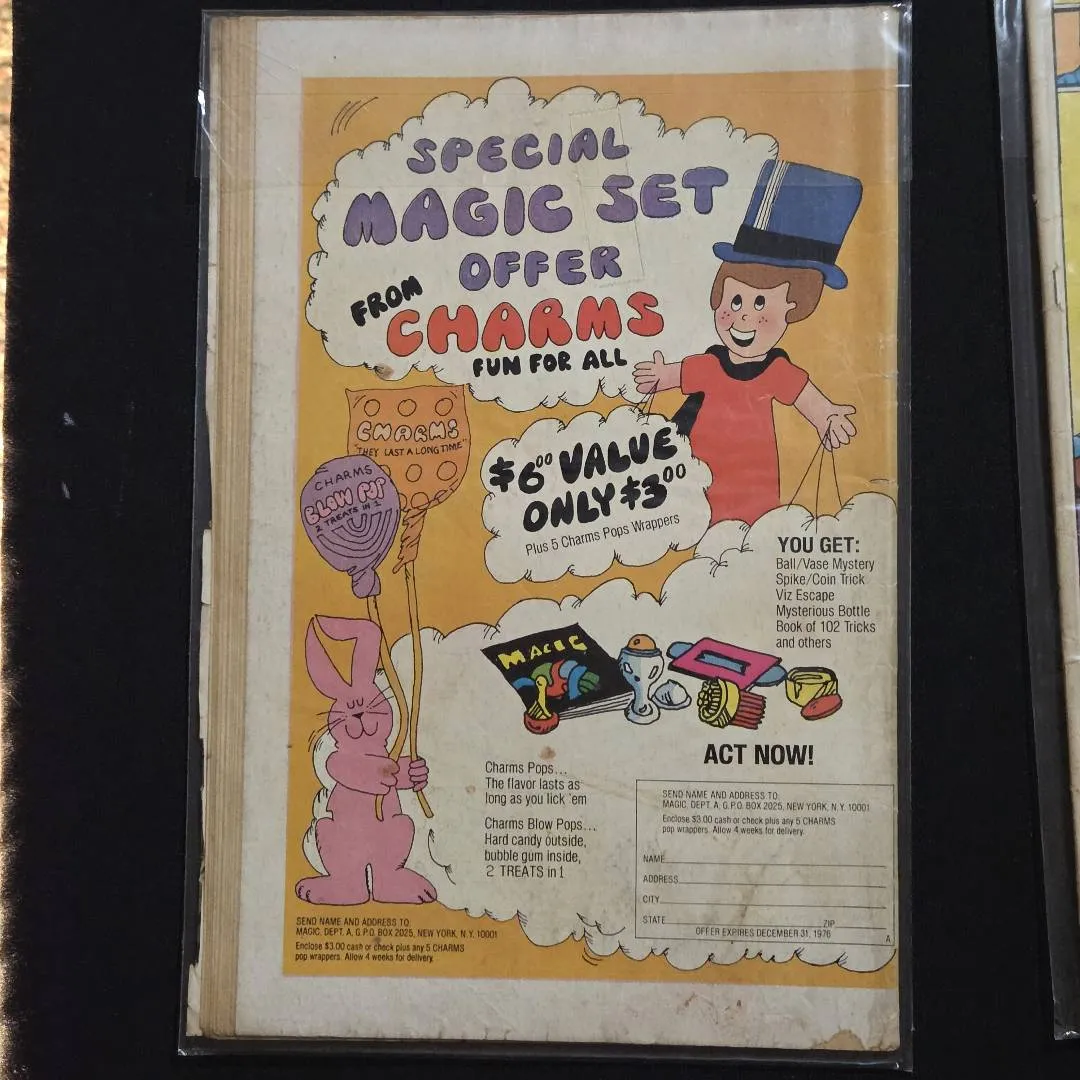 SPECIAL
MAGIC SET
OFFER
FROM
CHARMS
FUN FOR ALL
CHARMS
"THEY LAST A LONG TIME"
CHARMS
BLOW POP
2 TREATS IN 1
$6⁰⁰ VALUE
ONLY $3⁰⁰
Plus 5 Charms Pops Wrappers
YOU GET:
Ball/Vase Mystery
Spike/Coin Trick
Viz Escape
Mysterious Bottle
Book of 102 Tricks
and others
MAGIC
ACT NOW!
Charms Pops...
The flavor lasts as
long as you lick 'em
Charms Blow Pops...
Hard candy outside,
bubble gum inside,
2 TREATS in 1
SEND NAME AND ADDRESS TO:
MAGIC, DEPT. A, G.P.O. BOX 2025, NEW YORK, N.Y. 10001
Enclose $3.00 cash or check plus any 5 CHARMS
pop wrappers. Allow 4 weeks for delivery.
NAME
ADDRESS
CITY
STATE ZIP
OFFER EXPIRES DECEMBER 31, 1976
A
SEND NAME AND ADDRESS TO:
MAGIC, DEPT. A, G.P.O. BOX 2025, NEW YORK, N.Y. 10001
Enclose $3.00 cash or check plus any 5 CHARMS
pop wrappers. Allow 4 weeks for delivery.